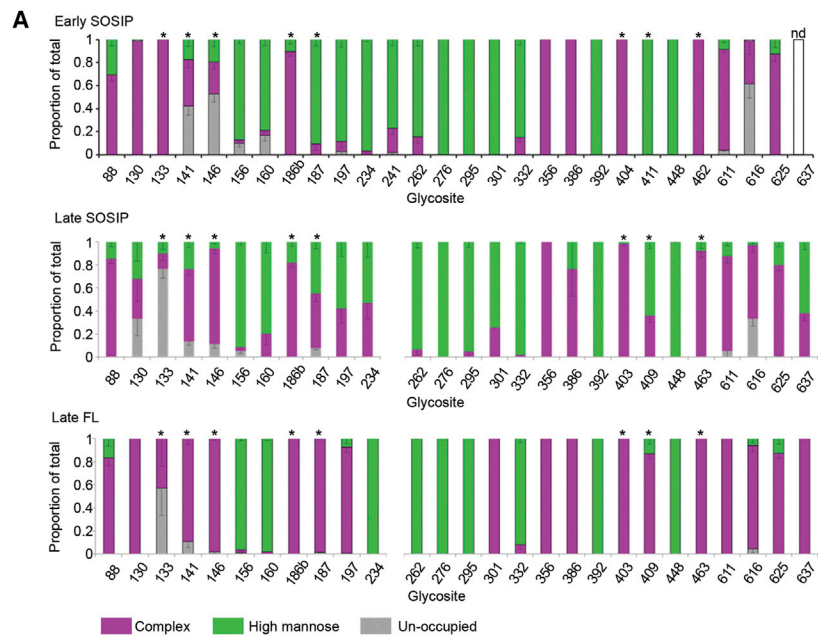 A
Early SOSIP
Proportion of total
1
0.8
0.6
0.4
0.2
0
* * * * * * * * nd
88 130 133 141 146 156 160 186b 187 197 234 241 262 276 295 301 332 356 386 392 404 411 448 462 611 616 625 637
Glycosite
Late SOSIP
Proportion of total
1
0.8
0.6
0.4
0.2
0
* * * * * * * *
88 130 133 141 146 156 160 186b 187 197 234 262 276 295 301 332 356 386 392 403 409 448 463 611 616 625 637
Glycosite
Late FL
Proportion of total
1
0.8
0.6
0.4
0.2
0
* * * * * * * *
88 130 133 141 146 156 160 186b 187 197 234 262 276 295 301 332 356 386 392 403 409 448 463 611 616 625 637
Glycosite
Complex High mannose Un-occupied